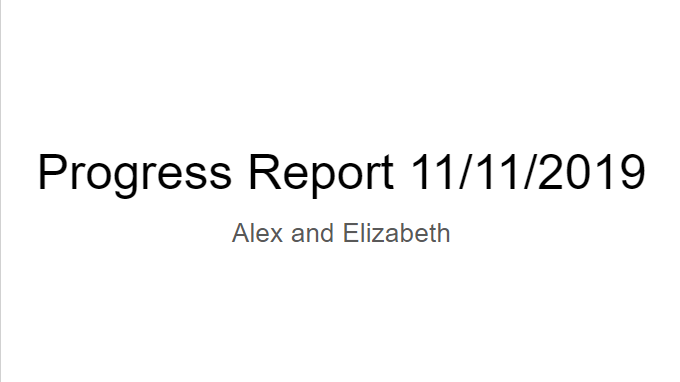 Progress Report 11/11/2019
Alex and Elizabeth